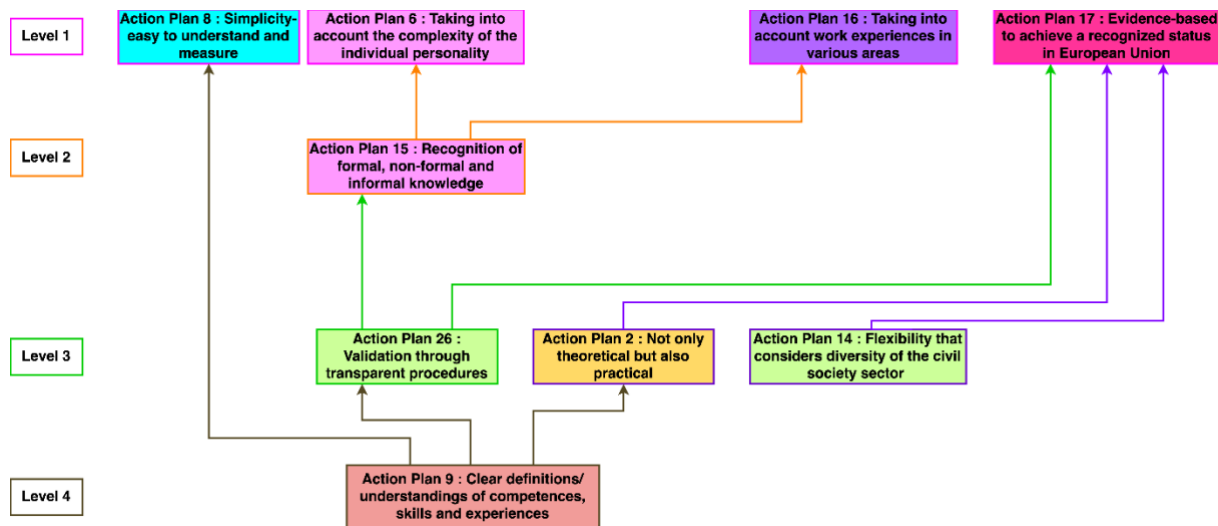 Level 1
Action Plan 8 : Simplicity-
easy to understand and
measure
Action Plan 6 : Taking into
account the complexity of the
individual personality
Action Plan 16 : Taking into
account work experiences in
various areas
Action Plan 17 : Evidence-based
to achieve a recognized status
in European Union
Level 2
Action Plan 15 : Recognition of
formal, non-formal and
informal knowledge
Level 3
Action Plan 26 :
Validation through
transparent procedures
Action Plan 2 : Not only
theoretical but also
practical
Action Plan 14 : Flexibility that
considers diversity of the civil
society sector
Level 4
Action Plan 9 : Clear definitions/
understandings of competences,
skills and experiences